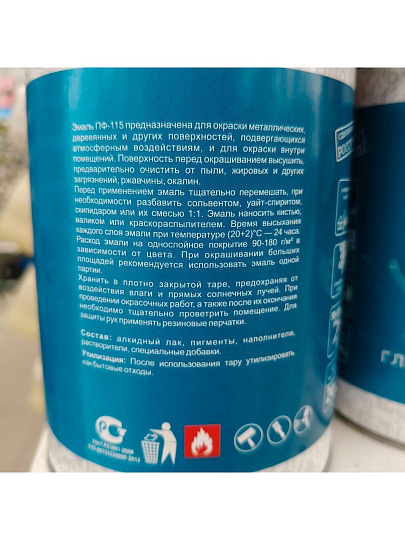 Эмаль ПФ-115 предназначена для окраски металлических,
деревянных и других поверхностей, подвергающихся
атмосферным воздействиям, и для окраски внутри
помещений. Поверхность перед окрашиванием высушить,
предварительно очистить от пыли, жировых и других
загрязнений, ржавчины, окалин.
Перед применением эмаль тщательно перемешать, при
необходимости разбавить сольвентом, уайт-спиритом,
скипидаром или их смесью 1:1. Эмаль наносить кистью,
валиком или краскораспылителем. Время высыхания
каждого слоя эмали при температуре (20+2)°С — 24 часа.
Расход эмали на однослойное покрытие 90-180 г/м² в
зависимости от цвета. При окрашивании больших
площадей рекомендуется использовать эмаль одной
партии.
Хранить в плотно закрытой таре, предохраняя от
воздействия влаги и прямых солнечных лучей. При
проведении окрасочных работ, а также после их окончания
необходимо тщательно проветрить помещение. Для
защиты рук применять резиновые перчатки.
Состав: алкидный лак, пигменты, наполнители,
растворители, специальные добавки.
Утилизация: После использования тару утилизировать
как бытовые отходы.
ГЛ